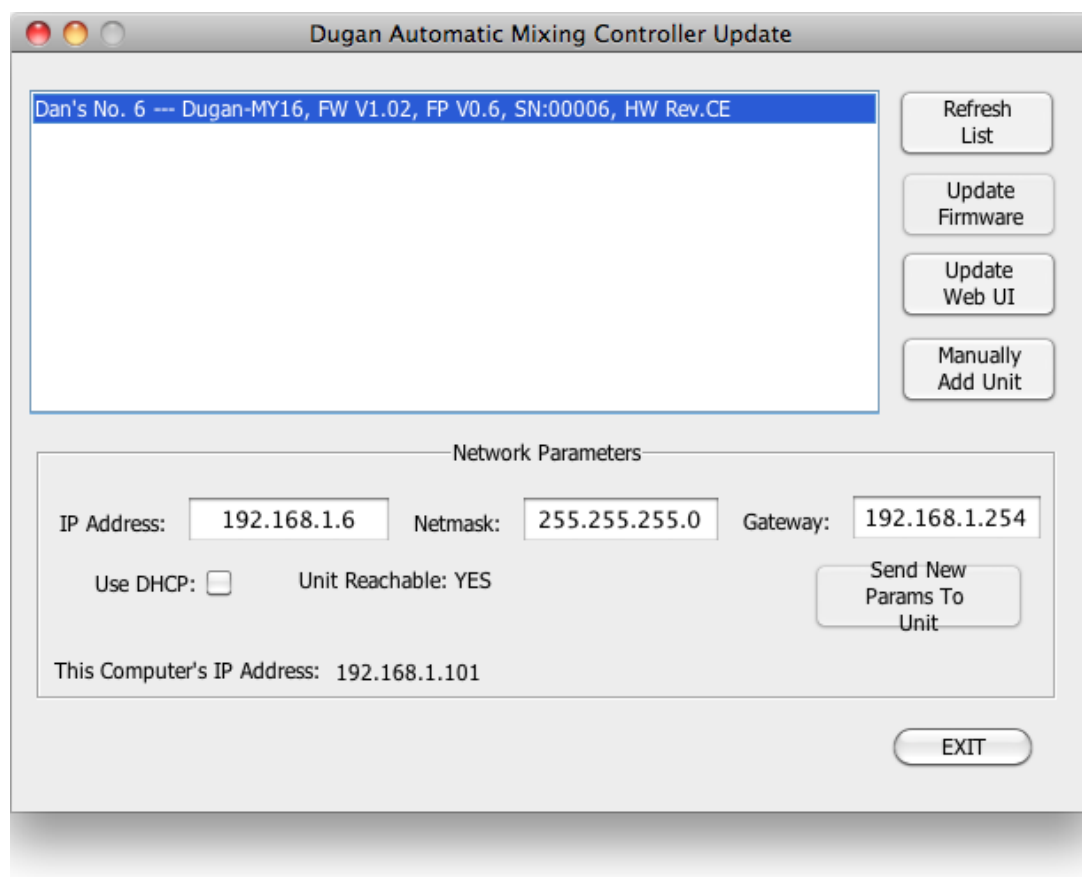 Dugan Automatic Mixing Controller Update
Dan's No. 6 --- Dugan-MY16, FW V1.02, FP V0.6, SN:00006, HW Rev.CE
Refresh
List
Update
Firmware
Update
Web UI
Manually
Add Unit
Network Parameters
IP Address: 192.168.1.6 Netmask: 255.255.255.0 Gateway: 192.168.1.254
Use DHCP: Unit Reachable: YES
Send New
Params To
Unit
This Computer's IP Address: 192.168.1.101
EXIT